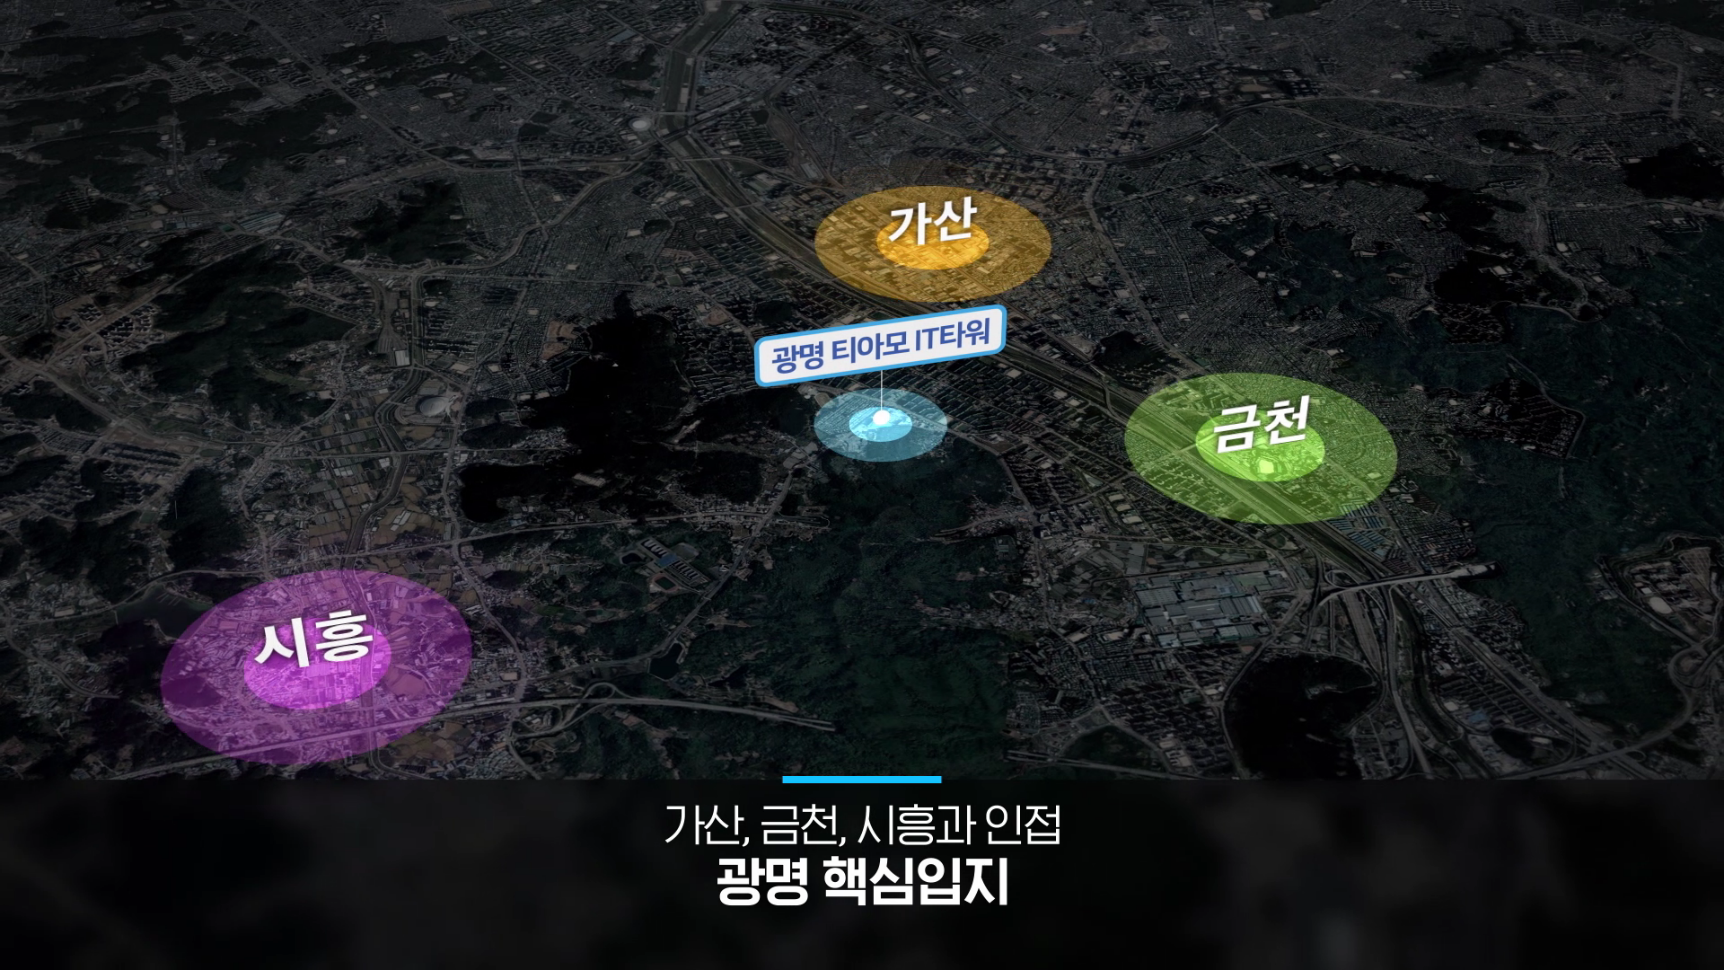 가산
광명 티아모 IT타워
금천
시흥
가산, 금천, 시흥과 인접
광명 핵심입지